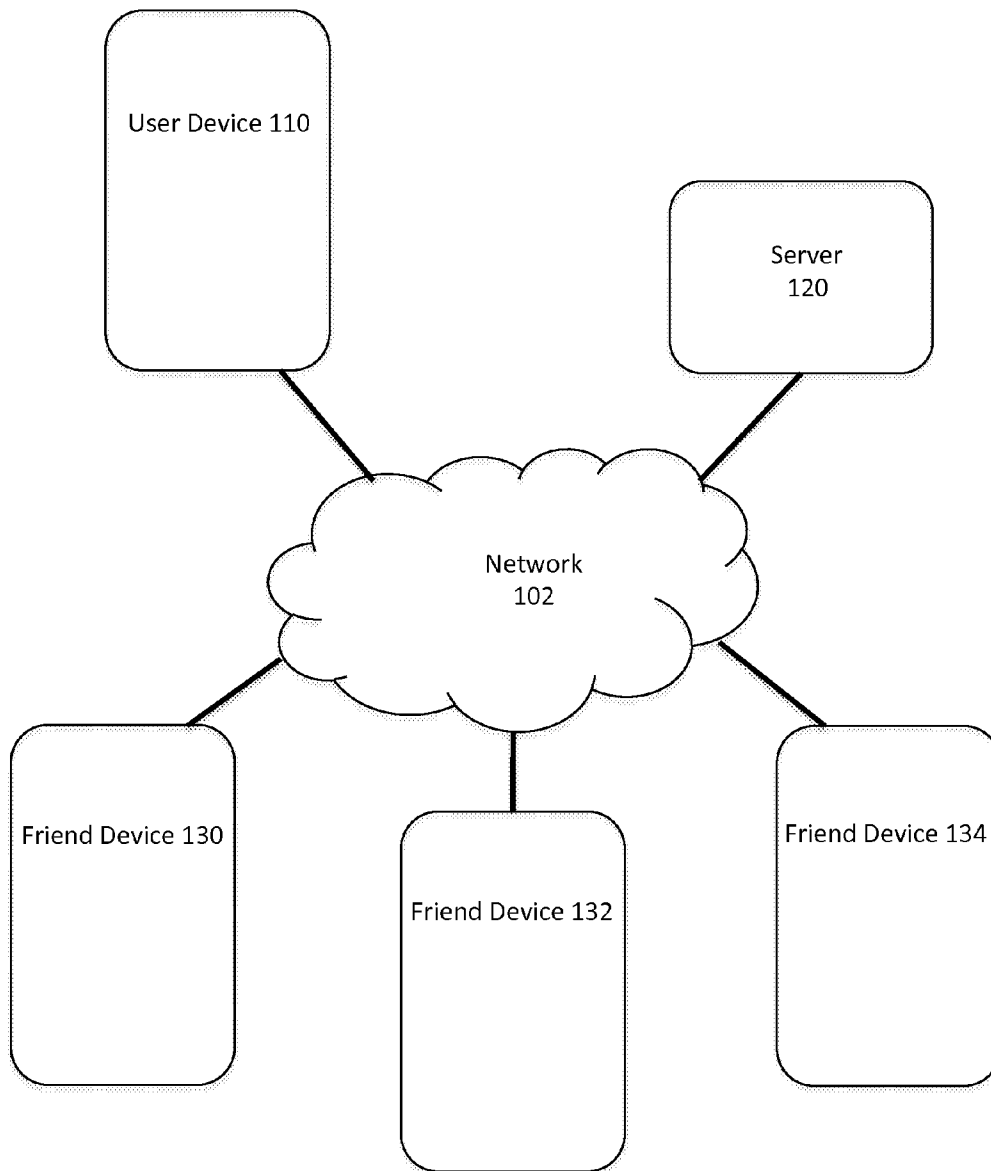 User Device 110
Server
120
Network
102
Friend Device 130
Friend Device 132
Friend Device 134